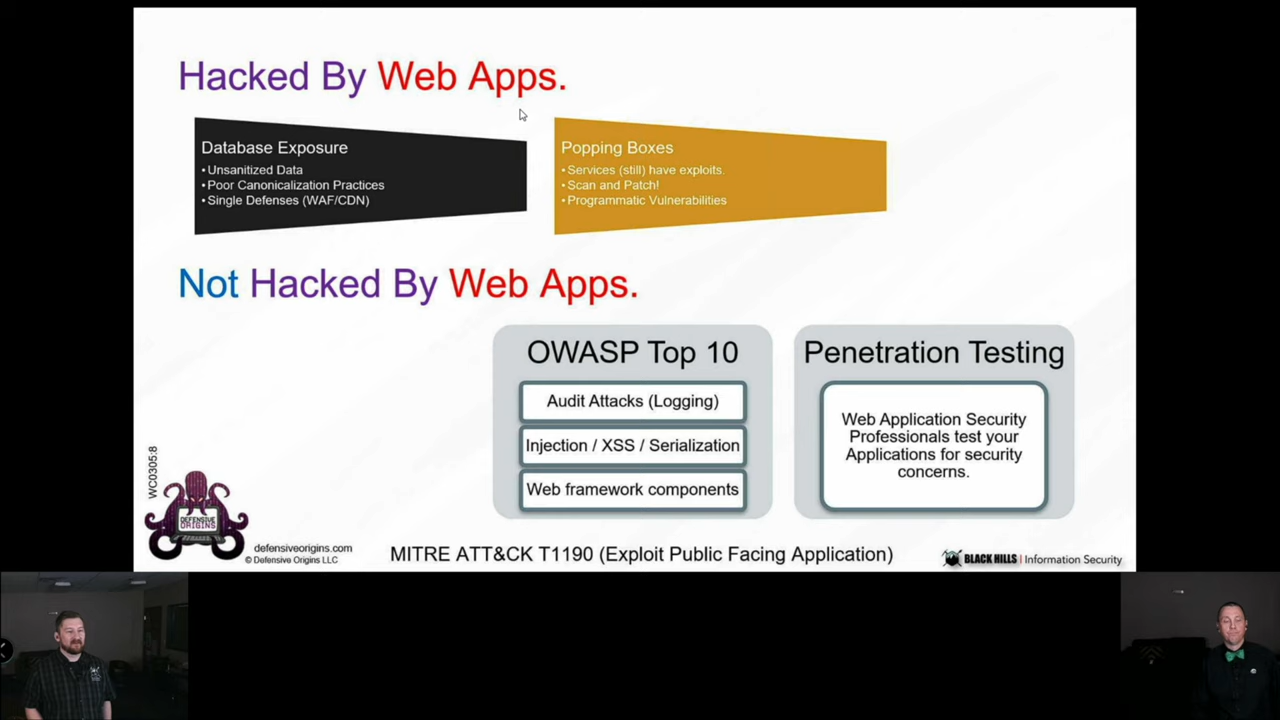 Hacked By Web Apps.
Database Exposure
•Unsanitized Data
•Poor Canonicalization Practices
•Single Defenses (WAF/CDN)
Popping Boxes
•Services (still) have exploits.
•Scan and Patch!
•Programmatic Vulnerabilities
Not Hacked By Web Apps.
OWASP Top 10
Audit Attacks (Logging)
Injection / XSS / Serialization
Web framework components
Penetration Testing
Web Application Security
Professionals test your
Applications for security
concerns.
WC0305:8
DEFENSIVE
ORIGINS
defensiveorigins.com
© Defensive Origins LLC
MITRE ATT&CK T1190 (Exploit Public Facing Application)
BLACK HILLS | Information Security